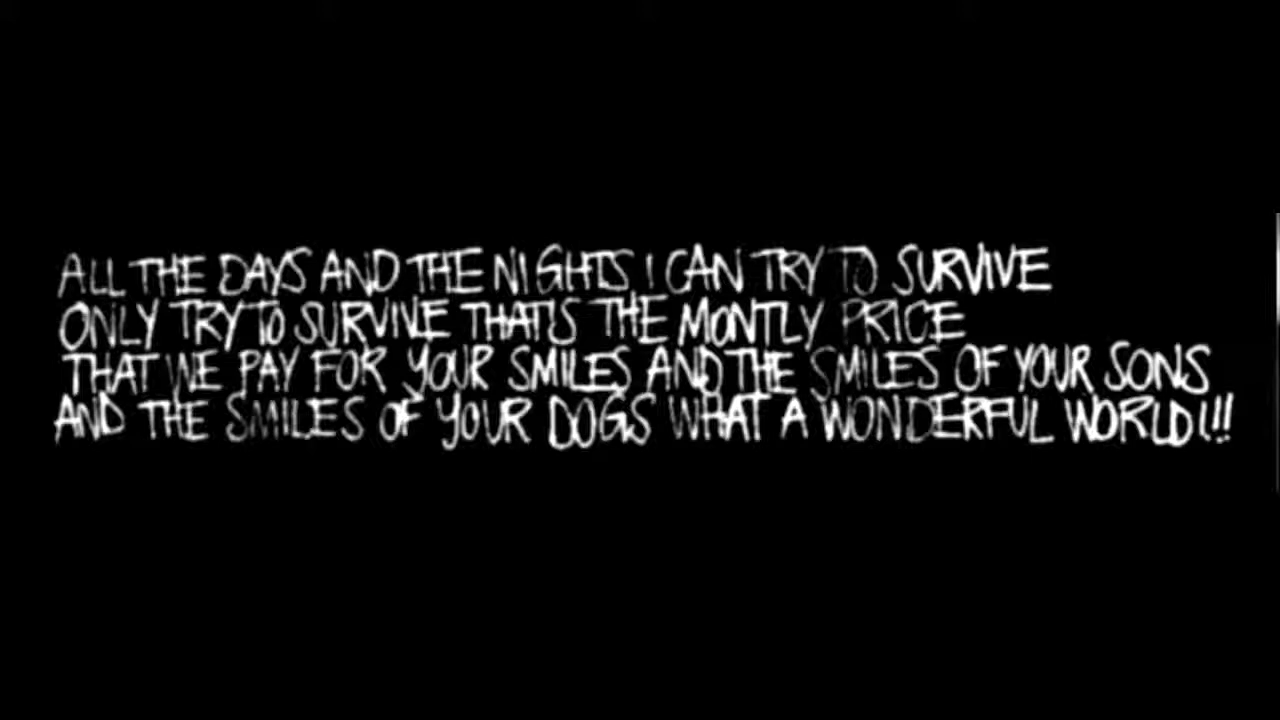 ALL THE DAYS AND THE NIGHTS I CAN TRY TO SURVIVE
ONLY TRY TO SURVIVE THAT'S THE MONTLY PRICE
THAT WE PAY FOR YOUR SMILES AND THE SMILES OF YOUR SONS
AND THE SMILES OF YOUR DOGS WHAT A WONDERFUL WORLD!!!